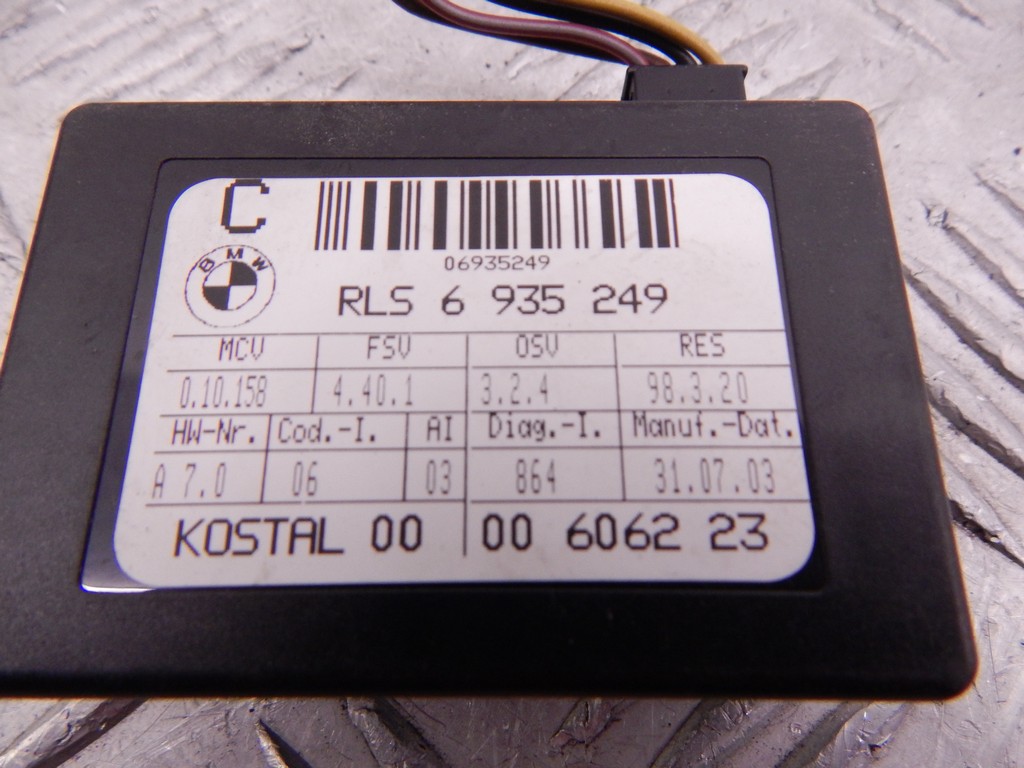 C
BMW
06935249
RLS 6 935 249
MCV FSV OSV RES
0.10.158 4.40.1 3.2.4 98.3.20
HW-Nr. Cod.-I. AI Diag.-I. Manuf.-Dat.
A 7.0 06 03 864 31.07.03
KOSTAL 00 00 6062 23